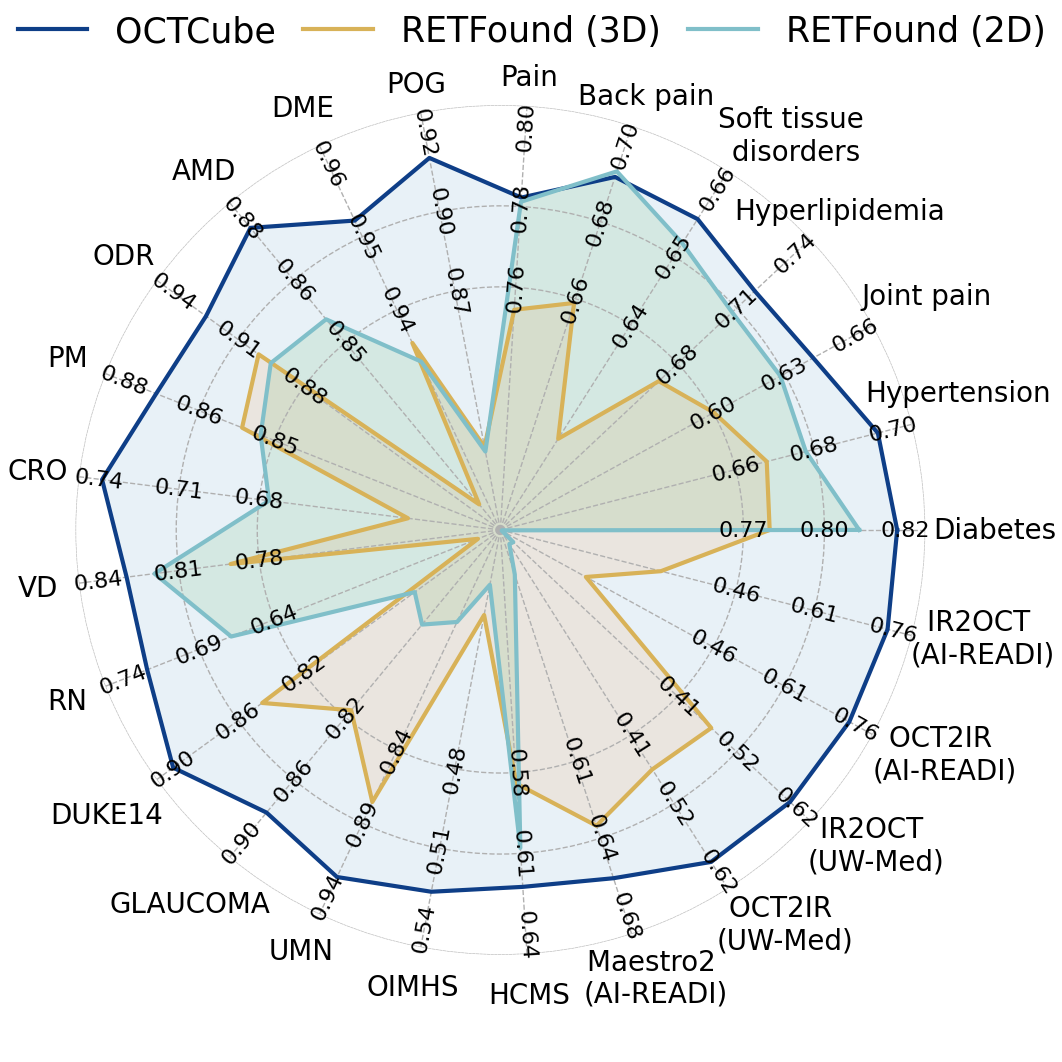 OCTCube RETFound (3D) RETFound (2D)
Pain
0.80
0.78
0.76
Back pain
0.70
0.68
0.66
Soft tissue
disorders
0.66
0.65
0.64
Hyperlipidemia
0.74
0.71
0.68
Joint pain
0.66
0.63
0.60
Hypertension
0.70
0.68
0.66
Diabetes
0.82
0.80
0.77
IR2OCT
(AI-READI)
0.76
0.61
0.46
OCT2IR
(AI-READI)
0.76
0.61
0.46
IR2OCT
(UW-Med)
0.62
0.52
0.41
OCT2IR
(UW-Med)
0.62
0.52
0.41
Maestro2
(AI-READI)
0.68
0.64
0.61
HCMS
0.64
0.61
0.58
OIMHS
0.54
0.51
0.48
UMN
0.94
0.89
0.84
GLAUCOMA
0.90
0.86
0.82
DUKE14
0.90
0.86
0.82
RN
0.74
0.69
0.64
VD
0.84
0.81
0.78
CRO
0.74
0.71
0.68
PM
0.88
0.86
0.85
ODR
0.94
0.91
0.88
AMD
0.88
0.86
0.85
DME
0.96
0.95
0.94
POG
0.92
0.90
0.87